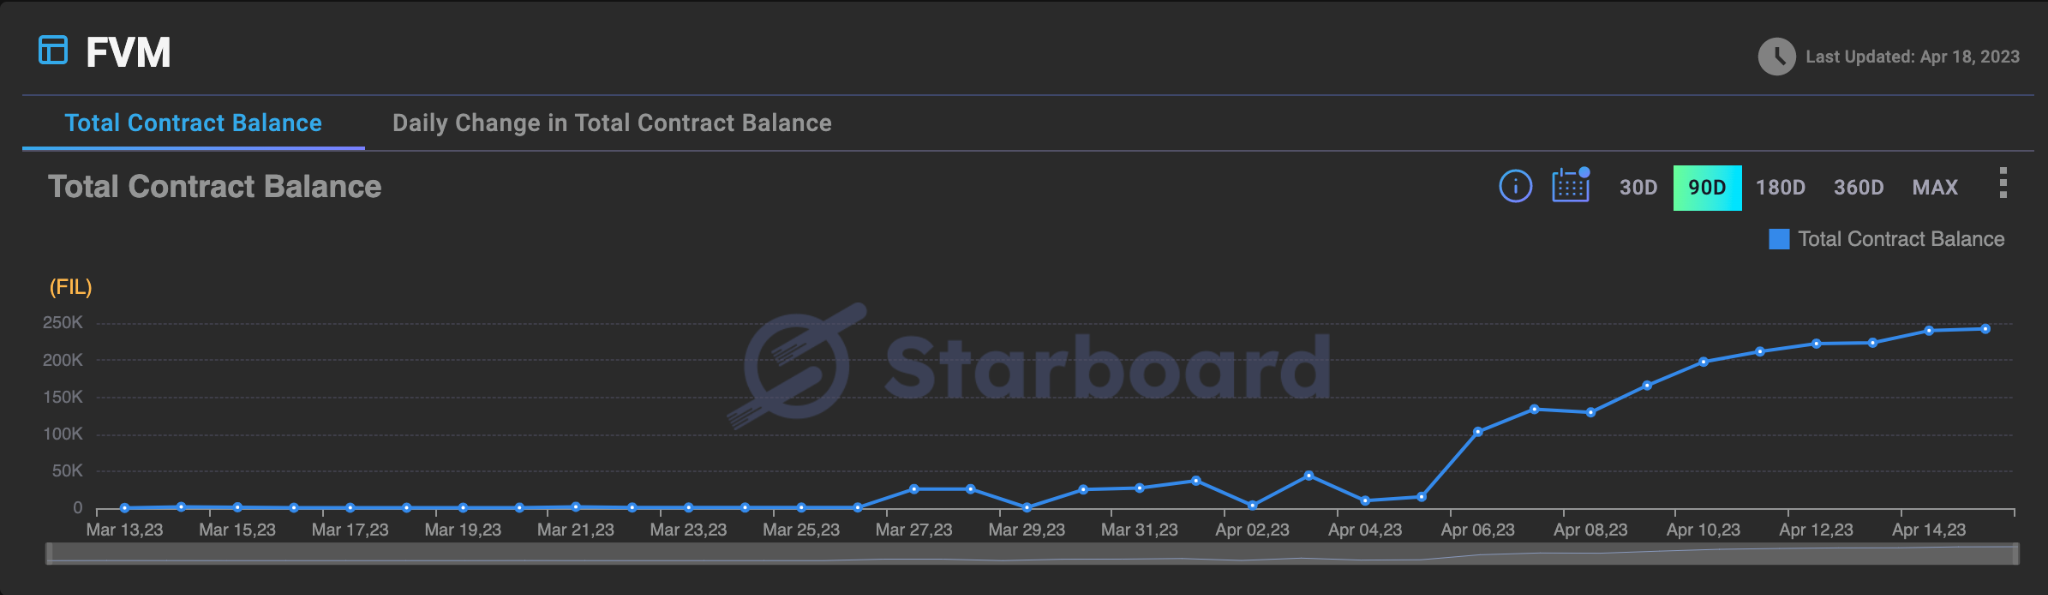 FVM
Last Updated: Apr 18, 2023
Total Contract Balance
Daily Change in Total Contract Balance
Total Contract Balance
30D 90D 180D 360D MAX
Total Contract Balance
(FIL)
Starboard
250K
200K
150K
100K
50K
0
Mar 13,23 Mar 15,23 Mar 17,23 Mar 19,23 Mar 21,23 Mar 23,23 Mar 25,23 Mar 27,23 Mar 29,23 Mar 31,23 Apr 02,23 Apr 04,23 Apr 06,23 Apr 08,23 Apr 10,23 Apr 12,23 Apr 14,23